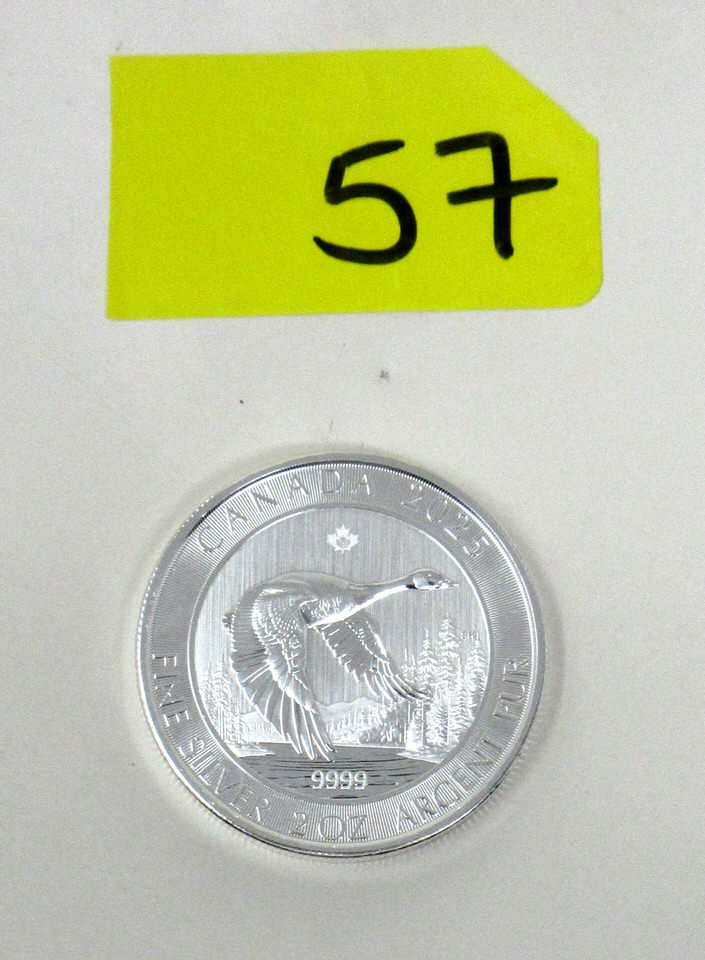 57
CANADA 2025
9999
FINE SILVER 2 OZ ARGENT PUR